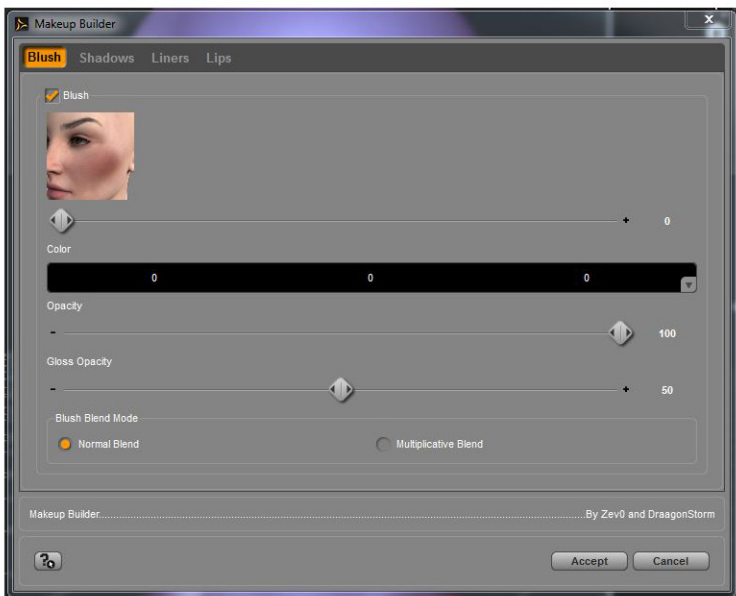 Makeup Builder
x
Blush Shadows Liners Lips
Blush
+ 0
Color
0 0 0
Opacity
- 100
Gloss Opacity
- + 50
Blush Blend Mode
Normal Blend Multiplicative Blend
Makeup Builder....................................................................................................................................................By Zev0 and DraagonStorm
? Accept Cancel